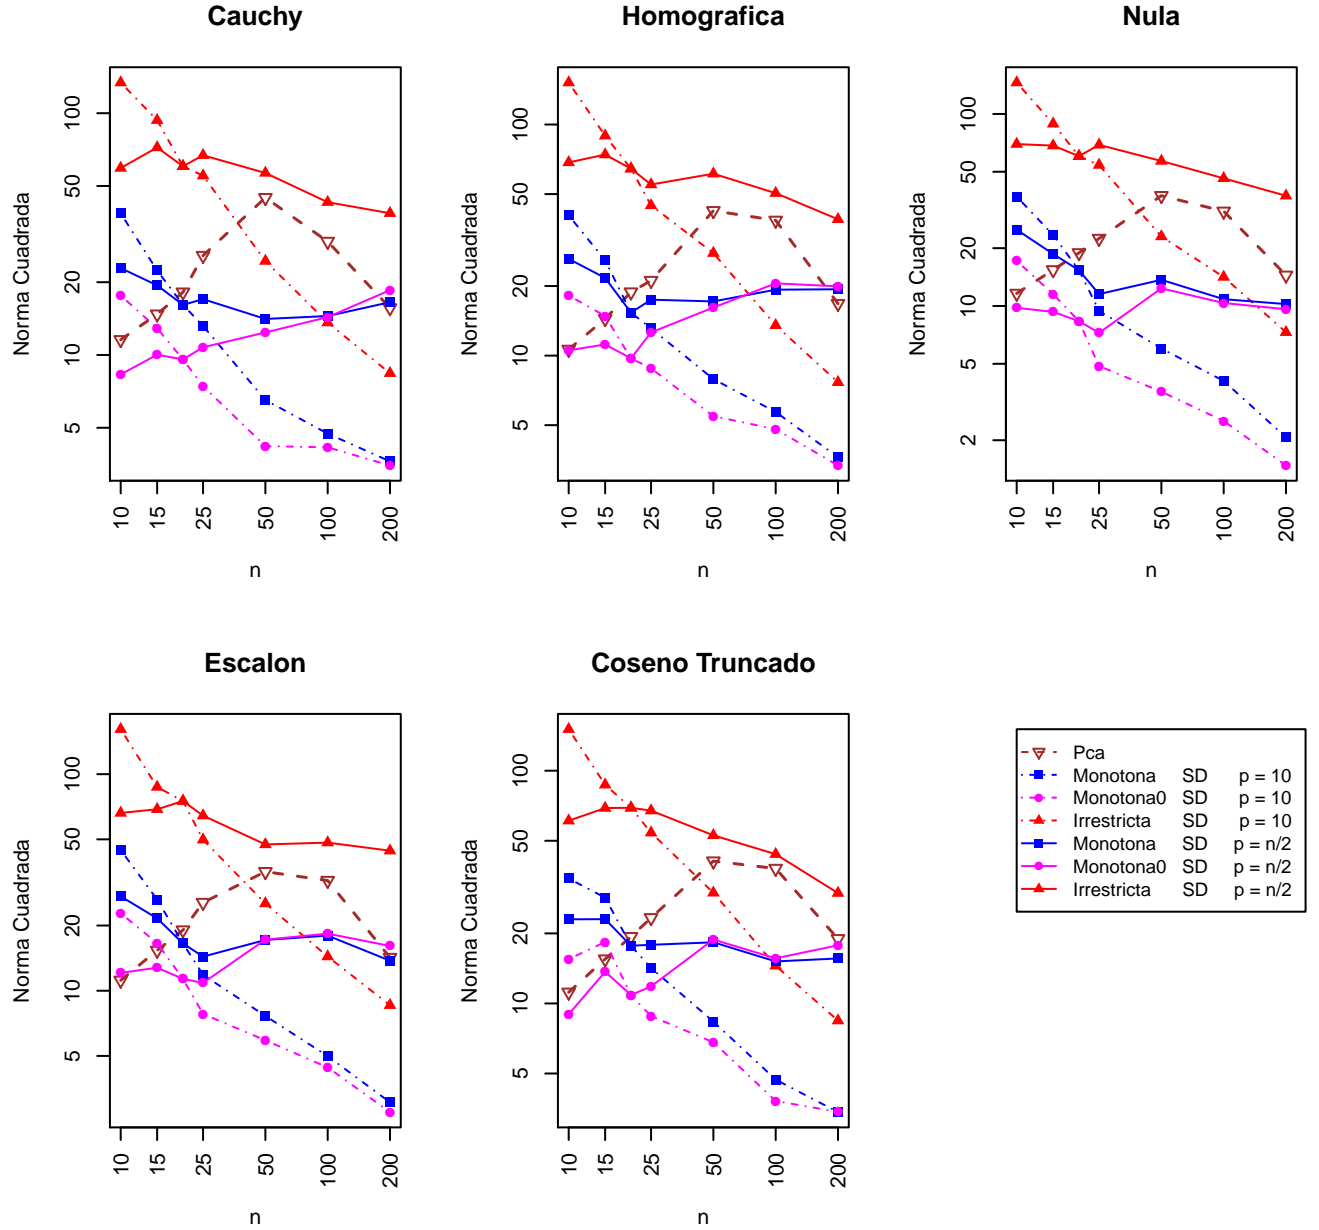 Cauchy
Norma Cuadrada
100
50
20
10
5
10
15
25
50
100
200
n
Homografica
Norma Cuadrada
100
50
20
10
5
10
15
25
50
100
200
n
Nula
Norma Cuadrada
100
50
20
10
5
2
10
15
25
50
100
200
n
Escalon
Norma Cuadrada
100
50
20
10
5
10
15
25
50
100
200
n
Coseno Truncado
Norma Cuadrada
100
50
20
10
5
10
15
25
50
100
200
n
Pca
Monotona SD p = 10
Monotona0 SD p = 10
Irrestricta SD p = 10
Monotona SD p = n/2
Monotona0 SD p = n/2
Irrestricta SD p = n/2